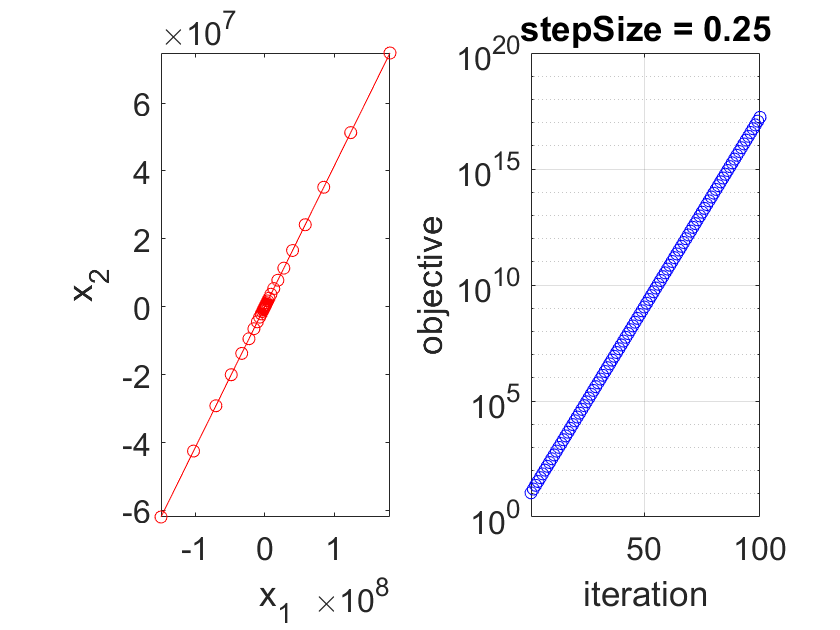 ×10⁷
6
4
2
0
-2
-4
-6
x₂
-1 0 1
x₁ ×10⁸
stepSize = 0.25
10²⁰
10¹⁵
10¹⁰
10⁵
10⁰
objective
50 100
iteration